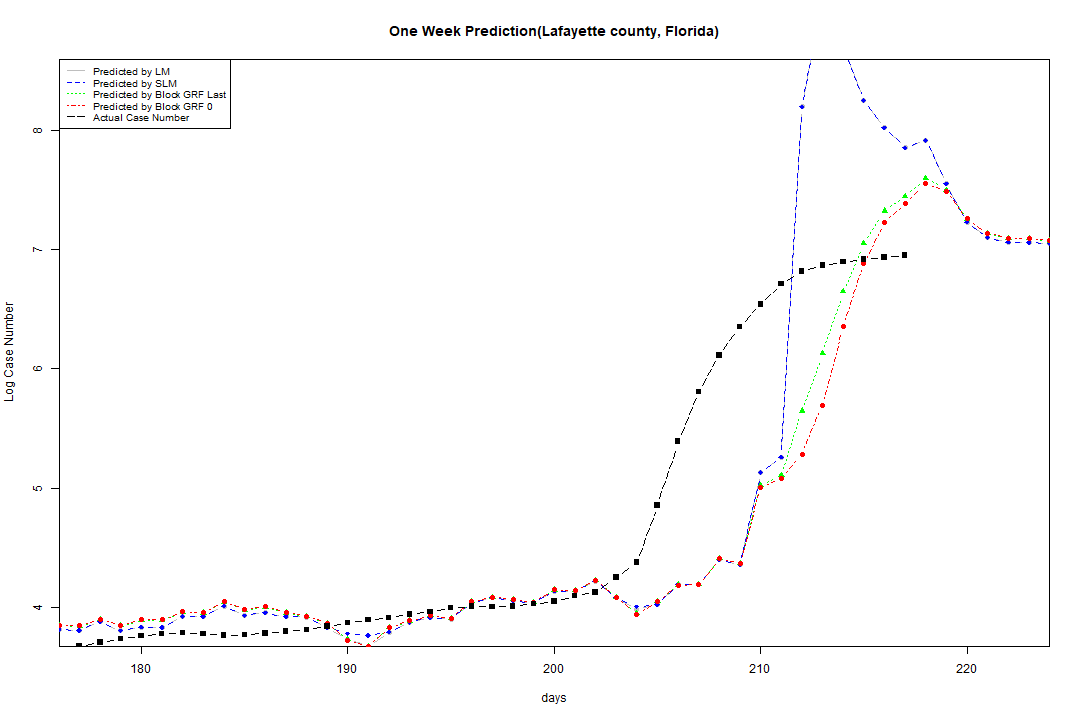 One Week Prediction(Lafayette county, Florida)
Predicted by LM
Predicted by SLM
Predicted by Block GRF Last
Predicted by Block GRF 0
Actual Case Number
8
7
6
5
4
Log Case Number
180 190 200 210 220
days